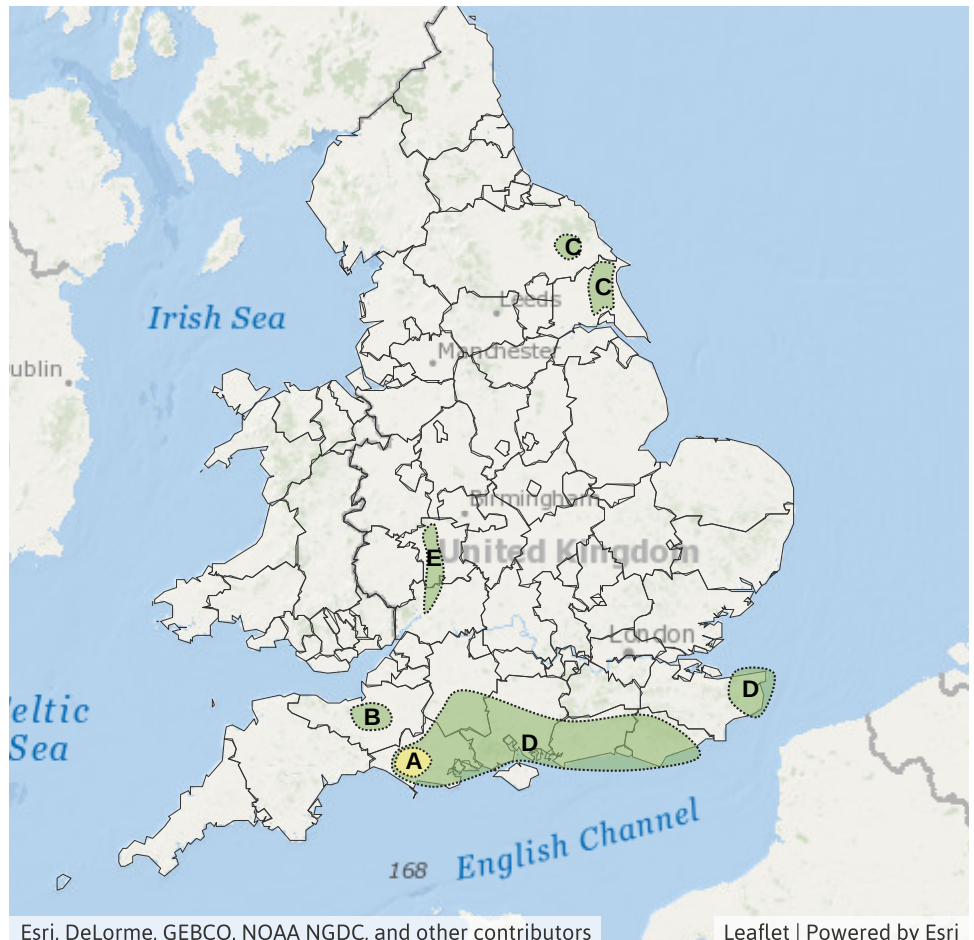 C
C
Leeds
Irish Sea
Manchester
ublin
Birmingham
E
United Kingdom
London
eltic
Sea
D
B
D
A
English Channel
168
Esri, DeLorme, GEBCO, NOAA NGDC, and other contributors
Leaflet | Powered by Esri